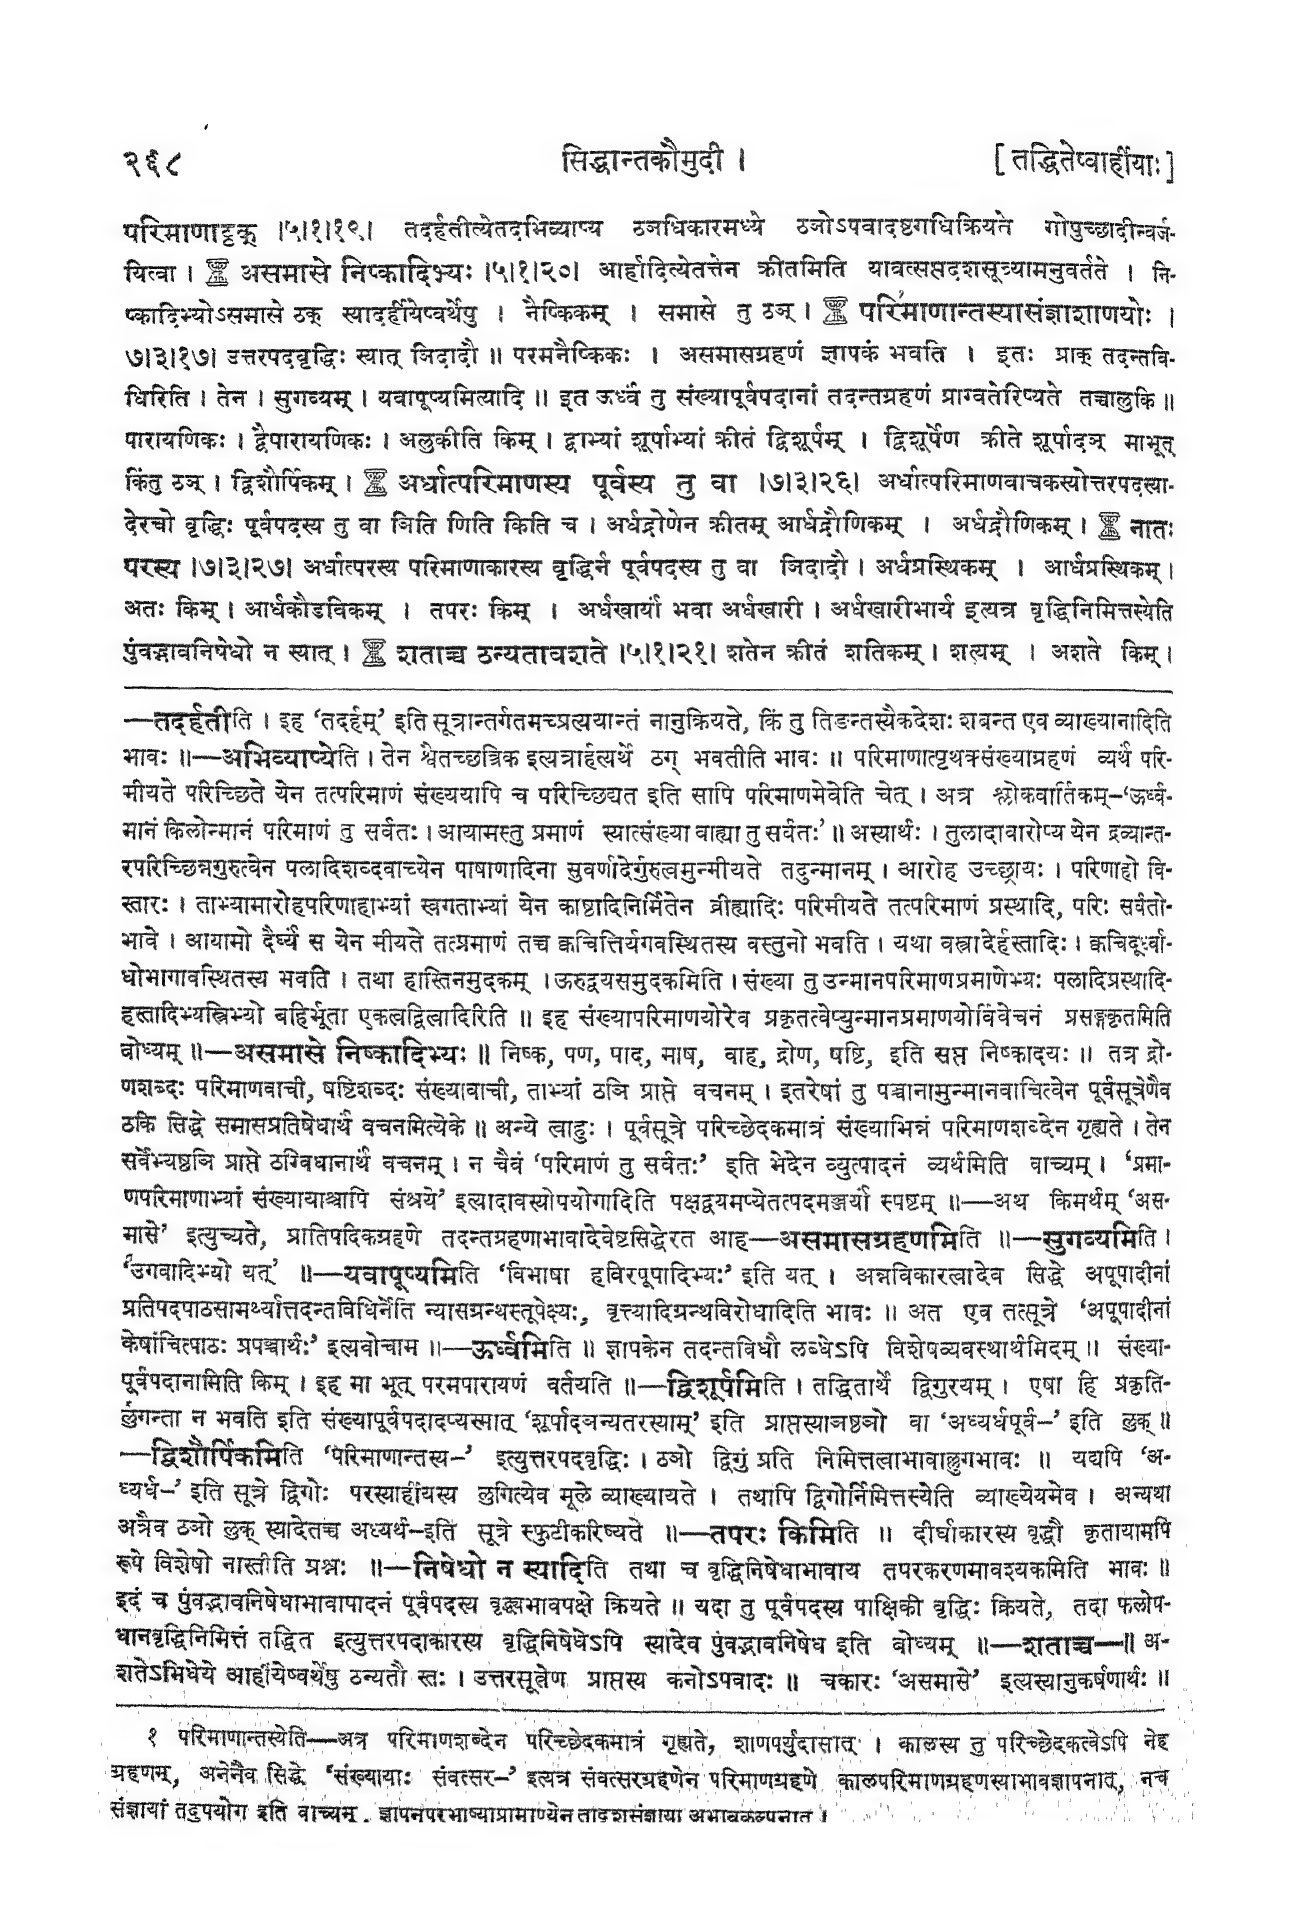 २६८ सिद्धान्तकौमुदी । [ तद्धितेष्वार्हीयाः ]
परिमाणाट्ठक् ।५।१।१९। तदर्हतीत्येतदभिव्याप्य ठञधिकारमध्ये ठञोऽपवादष्ठगधिक्रियते गोपुच्छादीन्वर्ज-
यित्वा । असमासे निष्कादिभ्यः ।५।१।२०। आर्हादित्येतत्तेन क्रीतमिति यावत्सप्तदशसूत्र्यामनुवर्तते । नि-
ष्कादिभ्योऽसमासे ठक् स्यादर्हीयेष्वर्थेषु । नैष्किकम् । समासे तु ठञ् । परिमाणान्तस्यासंज्ञाशाणयोः ।
७।३।१७। उत्तरपदवृद्धिः स्यात् ञिदादौ ॥ परमनैष्किकः । असमासग्रहणं ज्ञापकं भवति । इतः प्राक् तदन्तवि-
धिरिति । तेन । सुगव्यम् । यवापूप्यमित्यादि ॥ इत ऊर्ध्वं तु संख्यापूर्वपदानां तदन्तग्रहणं प्राग्वतेरिष्यते तच्चालुकि ॥
पारायणिकः । द्वैपारायणिकः । अलुकीति किम् । द्वाभ्यां शूर्पाभ्यां क्रीतं द्विशूर्पम् । द्विशूर्पेण क्रीते शूर्पादञ् माभूत्
किंतु ठञ् । द्विशौर्पिकम् । अर्धात्परिमाणस्य पूर्वस्य तु वा ।७।३।२६। अर्धात्परिमाणवाचकस्योत्तरपदस्या-
देरचो वृद्धिः पूर्वपदस्य तु वा ञिति णिति किति च । अर्धद्रोणेन क्रीतम् आर्धद्रौणिकम् । अर्धद्रौणिकम् । नातः
परस्य ।७।३।२७। अर्धात्परस्य परिमाणाकारस्य वृद्धिर्न पूर्वपदस्य तु वा ञिदादौ । अर्धप्रस्थिकम् । आर्धप्रस्थिकम् ।
अतः किम् । आर्धकौडविकम् । तपरः किम् । अर्धखार्यां भवा अर्धखारी । अर्धखारीभार्य इत्यत्र वृद्धिनिमित्तस्येति
पुंवद्भावनिषेधो न स्यात् । शताच्च ठन्यतावशते ।५।१।२१। शतेन क्रीतं शतिकम् । शत्यम् । अशते किम् ।
—तदर्हतीति । इह ‘तदर्हम्’ इति सूत्रान्तर्गतमच्प्रत्ययान्तं नानुक्रियते, किं तु तिङन्तस्यैकदेशः शबन्त एव व्याख्यानादिति
भावः ॥—अभिव्याप्येति । तेन श्वैतच्छत्रिक इत्यत्रार्हत्यर्थे ठग् भवतीति भावः ॥ परिमाणात्पृथक्संख्याग्रहणं व्यर्थं परि-
मीयते परिच्छिते येन तत्परिमाणं संख्ययापि च परिच्छिद्यत इति सापि परिमाणमेवेति चेत् । अत्र श्लोकवार्तिकम्–‘ऊर्ध्व-
मानं किलोन्मानं परिमाणं तु सर्वतः । आयामस्तु प्रमाणं स्यात्संख्या बाह्या तु सर्वतः’ ॥ अस्यार्थः । तुलादावारोप्य येन द्रव्यान्त-
रपरिच्छिन्नगुरुत्वेन पलादिशब्दवाच्येन पाषाणादिना सुवर्णादेर्गुरुत्वमुन्मीयते तदुन्मानम् । आरोह उच्छ्रायः । परिणाहो वि-
स्तारः । ताभ्यामारोहपरिणाहाभ्यां स्वगताभ्यां येन काष्ठादिनिर्मितेन व्रीह्यादिः परिमीयते तत्परिमाणं प्रस्थादि, परिः सर्वतो-
भावे । आयामो दैर्घ्यं स येन मीयते तत्प्रमाणं तच्च क्वचित्तिर्यगवस्थितस्य वस्तुनो भवति । यथा वस्त्रादेर्हस्तादिः । क्वचिदूर्ध्वा-
धोभागावस्थितस्य भवति । तथा हास्तिनमुदकम् । ऊरुद्वयसमुदकमिति । संख्या तु उन्मानपरिमाणप्रमाणेभ्यः पलादिप्रस्थादि-
हस्तादिभ्यस्त्रिभ्यो बहिर्भूता एकत्वद्वित्वादिरिति ॥ इह संख्यापरिमाणयोरेव प्रकृतत्वेप्युन्मानप्रमाणयोर्विवेचनं प्रसङ्गकृतमिति
बोध्यम् ॥—असमासे निष्कादिभ्यः ॥ निष्क, पण, पाद, माष, वाह, द्रोण, षष्टि, इति सप्त निष्कादयः ॥ तत्र द्रो-
णशब्दः परिमाणवाची, षष्टिशब्दः संख्यावाची, ताभ्यां ठञि प्राप्ते वचनम् । इतरेषां तु पञ्चानामुन्मानवाचित्वेन पूर्वसूत्रेणैव
ठकि सिद्धे समासप्रतिषेधार्थं वचनमित्येके ॥ अन्ये त्वाहुः । पूर्वसूत्रे परिच्छेदकमात्रं संख्याभिन्नं परिमाणशब्देन गृह्यते । तेन
सर्वेभ्यष्ठञि प्राप्ते ठग्विधानार्थं वचनम् । न चैवं ‘परिमाणं तु सर्वतः’ इति भेदेन व्युत्पादनं व्यर्थमिति वाच्यम् । ‘प्रमा-
णपरिमाणाभ्यां संख्यायाश्चापि संश्रये’ इत्यादावस्योपयोगादिति पक्षद्वयमप्येतत्पदमञ्जर्यां स्पष्टम् ॥—अथ किमर्थम् ‘अस-
मासे’ इत्युच्यते, प्रातिपदिकग्रहणे तदन्तग्रहणाभावादेवेष्टसिद्धेरत आह—असमासग्रहणमिति ॥—सुगव्यमिति ।
‘उगवादिभ्यो यत्’ ॥—यवापूप्यमिति ‘विभाषा हविरपूपादिभ्यः’ इति यत् । अन्नविकारत्वादेव सिद्धे अपूपादीनां
प्रतिपदपाठसामर्थ्यात्तदन्तविधिर्नेति न्यासग्रन्थस्तूपेक्ष्यः, वृत्त्यादिग्रन्थविरोधादिति भावः ॥ अत एव तत्सूत्रे ‘अपूपादीनां
केषांचित्पाठः प्रपञ्चार्थः’ इत्यवोचाम ॥—ऊर्ध्वमिति ॥ ज्ञापकेन तदन्तविधौ लब्धेऽपि विशेषव्यवस्थार्थमिदम् ॥ संख्या-
पूर्वपदानामिति किम् । इह मा भूत् परमपारायणं वर्तयति ॥—द्विशूर्पमिति । तद्धितार्थे द्विगुरयम् । एषा हि प्रकृति-
र्लुगन्ता न भवति इति संख्यापूर्वपदादप्यस्मात् ‘शूर्पादञन्यतरस्याम्’ इति प्राप्तस्याञष्ठञो वा ‘अध्यर्धपूर्व–’ इति लुक् ॥
—द्विशौर्पिकमिति ‘परिमाणान्तस्य–’ इत्युत्तरपदवृद्धिः । ठञो द्विगुं प्रति निमित्तत्वाभावाल्लुगभावः ॥ यद्यपि ‘अ-
ध्यर्ध–’ इति सूत्रे द्विगोः परस्यार्हीयस्य लुगित्येव मूले व्याख्यायते । तथापि द्विगोर्निमित्तस्येति व्याख्येयमेव । अन्यथा
अत्रैव ठञो लुक् स्यादेतच्च अध्यर्थ–इति सूत्रे स्फुटीकरिष्यते ॥—तपरः किमिति ॥ दीर्घाकारस्य वृद्धौ कृतायामपि
रूपे विशेषो नास्तीति प्रश्नः ॥—निषेधो न स्यादिति तथा च वृद्धिनिषेधाभावाय तपरकरणमावश्यकमिति भावः ॥
इदं च पुंवद्भावनिषेधाभावापादनं पूर्वपदस्य वृद्ध्यभावपक्षे क्रियते ॥ यदा तु पूर्वपदस्य पाक्षिकी वृद्धिः क्रियते, तदा फलोप-
धानवृद्धिनिमित्तं तद्धित इत्युत्तरपदाकारस्य वृद्धिनिषेधेऽपि स्यादेव पुंवद्भावनिषेध इति बोध्यम् ॥—शताच्च—॥ अ-
शतेऽभिधेये आर्हीयेष्वर्थेषु ठन्यतौ स्तः । उत्तरसूत्रेण प्राप्तस्य कनोऽपवादः ॥ चकारः ‘असमासे’ इत्यस्यानुकर्षणार्थः ॥
१ परिमाणान्तस्येति—अत्र परिमाणशब्देन परिच्छेदकमात्रं गृह्यते, शाणपर्युदासात् । कालस्य तु परिच्छेदकत्वेऽपि नेह
ग्रहणम्, अनेनैव सिद्धे ‘संख्यायाः संवत्सर–’ इत्यत्र संवत्सरग्रहणेन परिमाणग्रहणे कालपरिमाणग्रहणस्याभावज्ञापनात्, नच
संज्ञायां तदुपयोग इति वाच्यम्, ज्ञापनपरभाष्याप्रामाण्येन तादृशसंज्ञाया अभावकल्पनात् ।